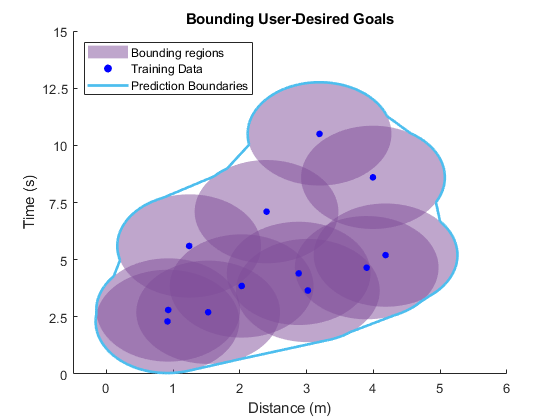 Bounding User-Desired Goals
Bounding regions
Training Data
Prediction Boundaries
Time (s)
15
12.5
10
7.5
5
2.5
0
0 1 2 3 4 5 6
Distance (m)